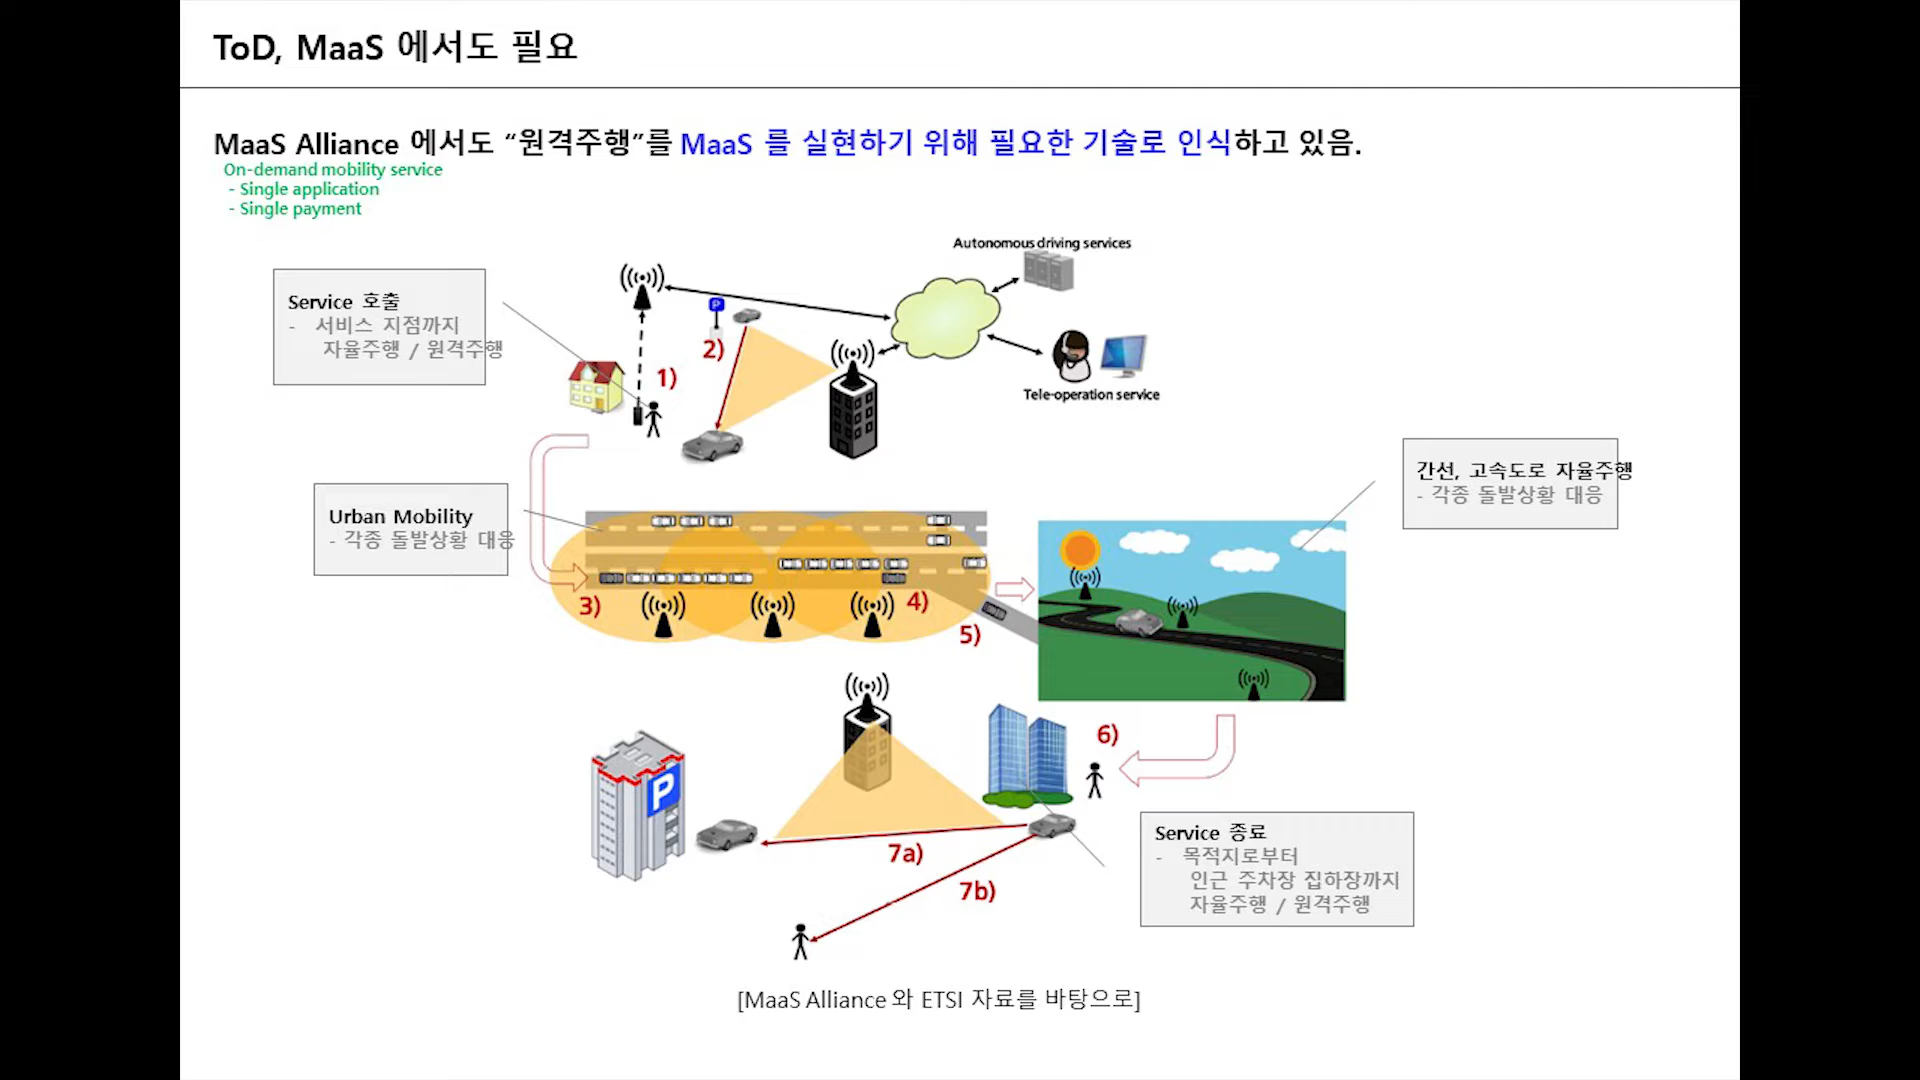 ToD, MaaS 에서도 필요
MaaS Alliance 에서도 “원격주행”를 MaaS 를 실현하기 위해 필요한 기술로 인식하고 있음.
On-demand mobility service
- Single application
- Single payment
Autonomous driving services
Service 호출
- 서비스 지점까지
자율주행 / 원격주행
P
2)
1)
Tele-operation service
간선, 고속도로 자율주행
- 각종 돌발상황 대응
Urban Mobility
- 각종 돌발상황 대응
3)
4)
5)
6)
P
Service 종료
- 목적지로부터
인근 주차장 집하장까지
자율주행 / 원격주행
7a)
7b)
[MaaS Alliance 와 ETSI 자료를 바탕으로]